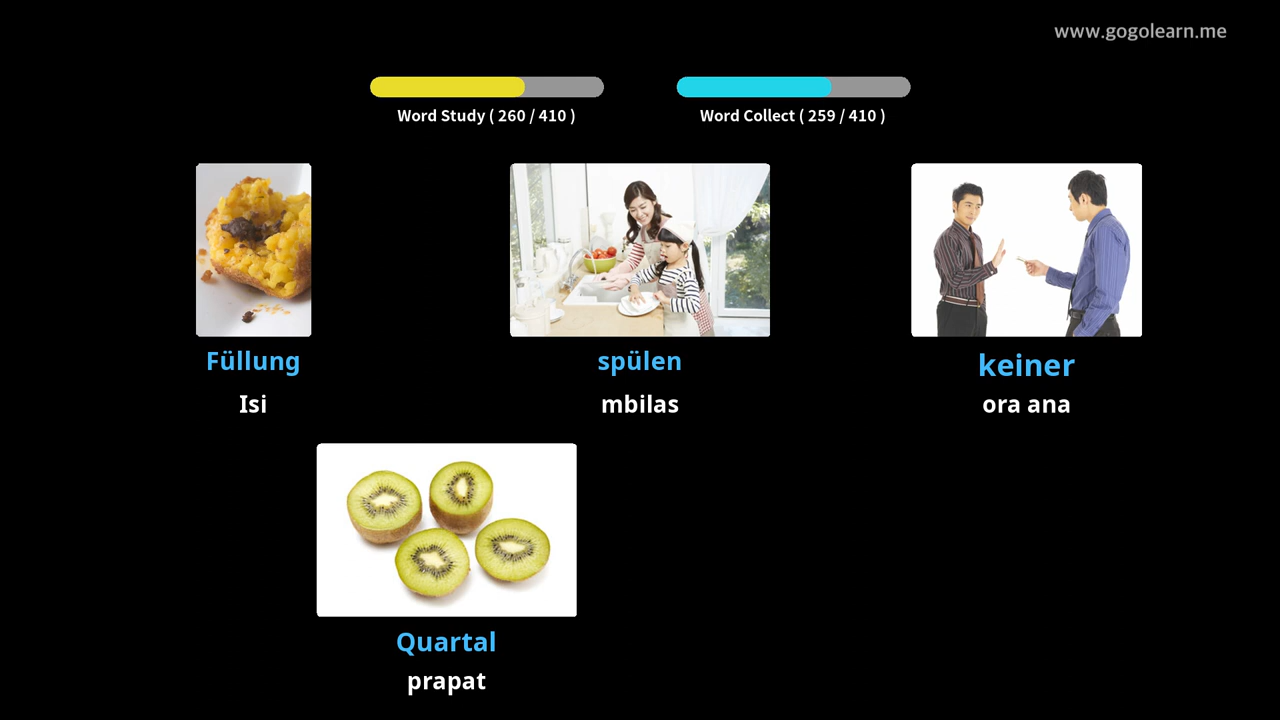 www.gogolearn.me
Word Study ( 260 / 410 )
Word Collect ( 259 / 410 )
Füllung
Isi
spülen
mbilas
keiner
ora ana
Quartal
prapat